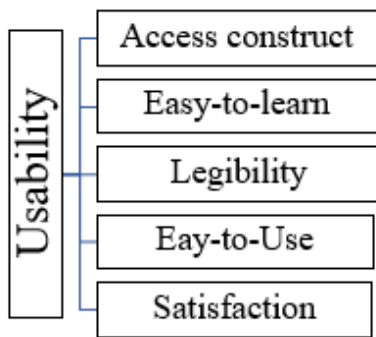 Usability
Access construct
Easy-to-learn
Legibility
Eay-to-Use
Satisfaction